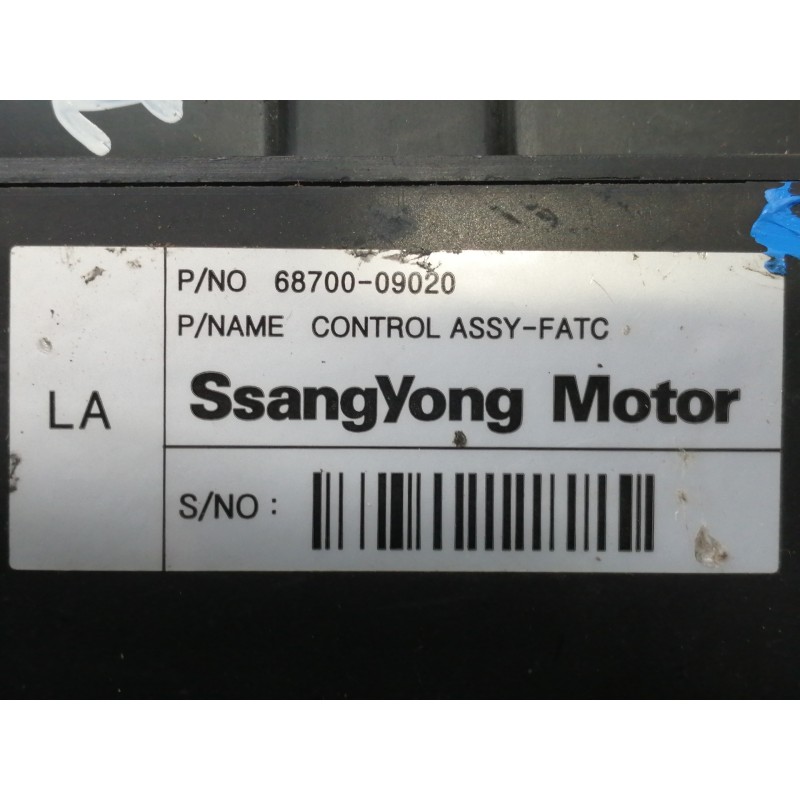 P/NO 68700-09020
P/NAME CONTROL ASSY-FATC
LA
SsangYong Motor
S/NO :